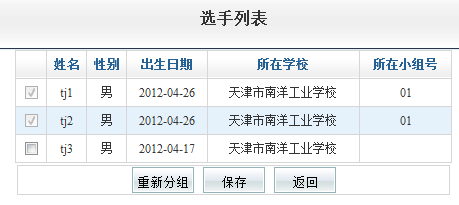 选手列表
姓名 性别 出生日期 所在学校 所在小组号
tj1 男 2012-04-26 天津市南洋工业学校 01
tj2 男 2012-04-26 天津市南洋工业学校 01
tj3 男 2012-04-17 天津市南洋工业学校
重新分组 保存 返回